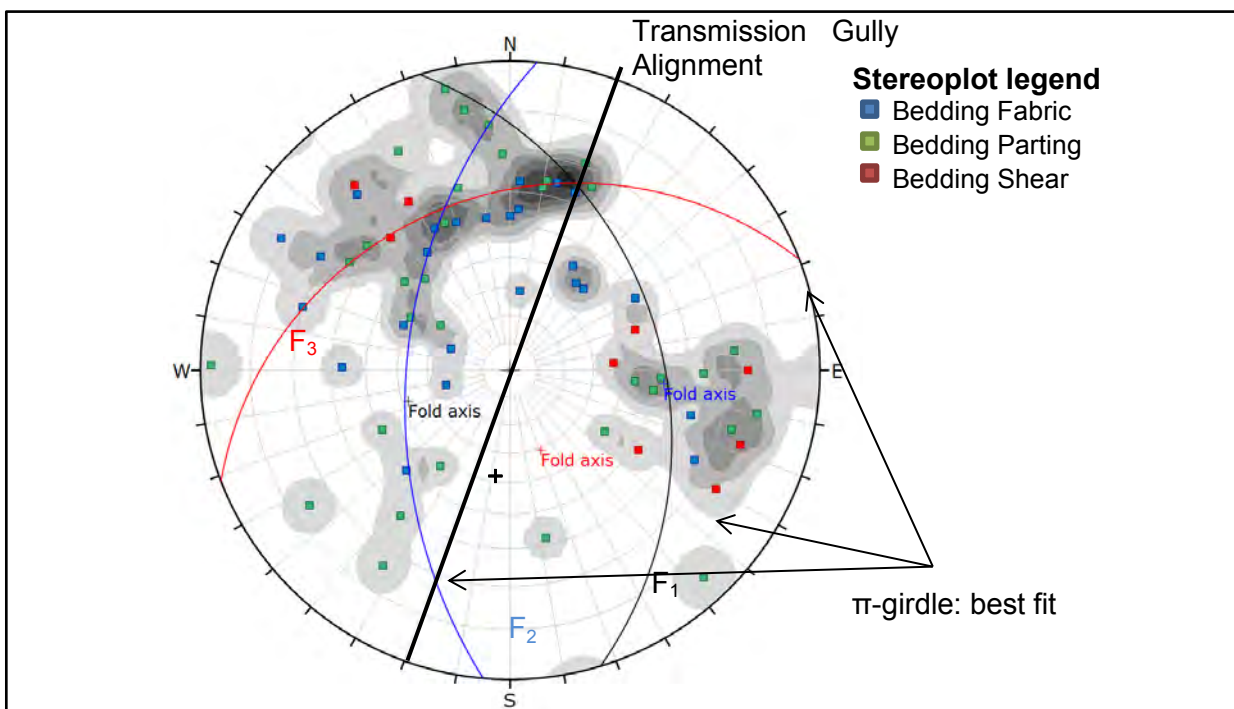 Transmission Gully
Alignment
Stereoplot legend
Bedding Fabric
Bedding Parting
Bedding Shear
N
W
E
S
F3
Fold axis
Fold axis
Fold axis
F1
F2
π-girdle: best fit